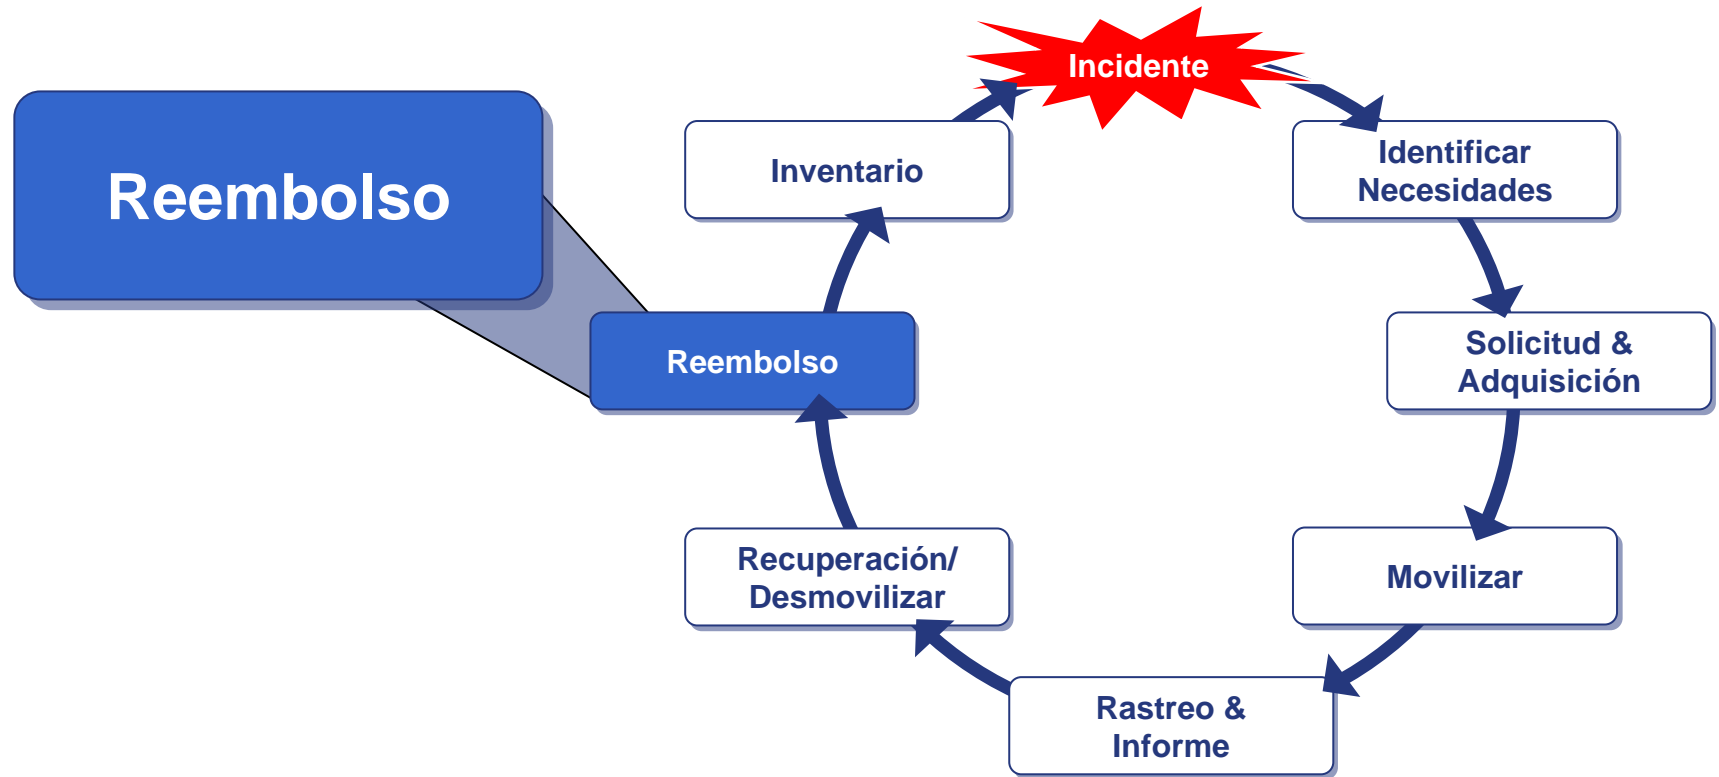 Reembolso
Incidente
Identificar
Necesidades
Solicitud &
Adquisición
Movilizar
Rastreo &
Informe
Recuperación/
Desmovilizar
Reembolso
Inventario